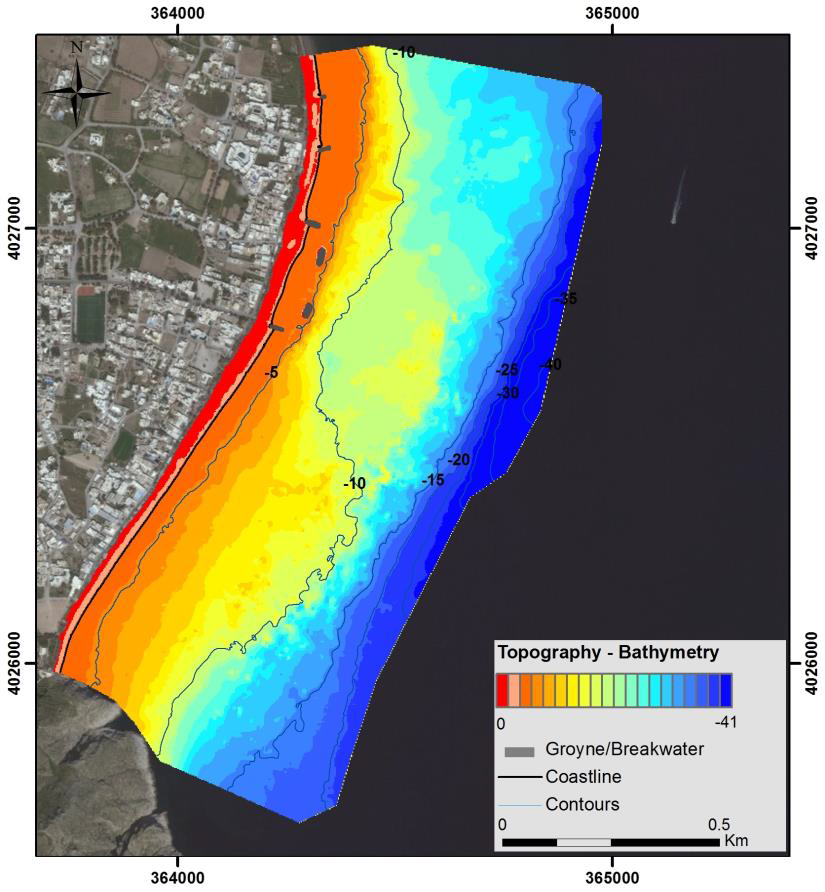 364000 365000
N
-10
4027000 4027000
-35
-5
-40
-25
-30
-20
-10
-15
4026000 4026000
Topography - Bathymetry
0 -41
Groyne/Breakwater
Coastline
Contours
0 0.5
Km
364000 365000